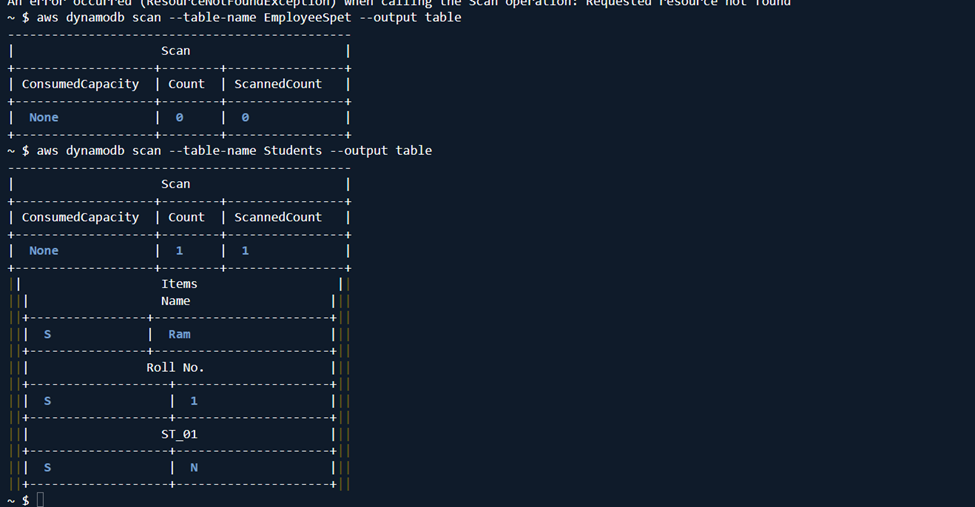 An error occurred (ResourceNotFoundException) when calling the Scan operation: Requested resource not found
~ $ aws dynamodb scan --table-name EmployeeSpet --output table
Scan
ConsumedCapacity | Count | ScannedCount
None | 0 | 0
~ $ aws dynamodb scan --table-name Students --output table
Scan
ConsumedCapacity | Count | ScannedCount
None | 1 | 1
Items
Name
S | Ram
Roll No.
S | 1
ST_01
S | N
~ $